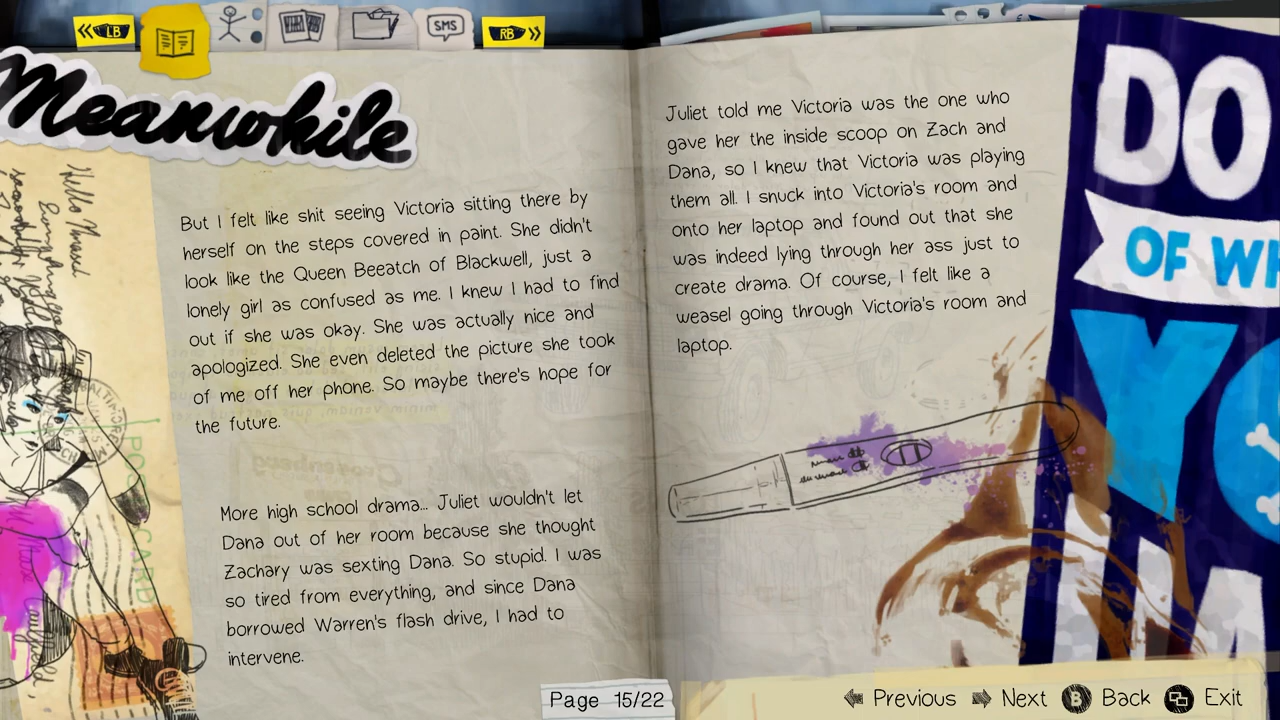 LB
SMS
RB
Meanwhile
But I felt like shit seeing Victoria sitting there by
herself on the steps covered in paint. She didn't
look like the Queen Beeatch of Blackwell, just a
lonely girl as confused as me. I knew I had to find
out if she was okay. She was actually nice and
apologized. She even deleted the picture she took
of me off her phone. So maybe there's hope for
the future.
More high school drama... Juliet wouldn't let
Dana out of her room because she thought
Zachary was sexting Dana. So stupid. I was
so tired from everything, and since Dana
borrowed Warren's flash drive, I had to
intervene.
Juliet told me Victoria was the one who
gave her the inside scoop on Zach and
Dana, so I knew that Victoria was playing
them all. I snuck into Victoria's room and
onto her laptop and found out that she
was indeed lying through her ass just to
create drama. Of course, I felt like a
weasel going through Victoria's room and
laptop.
POST CARD
DO
OF WH
YO
Page 15/22
Previous
Next
B Back
Exit